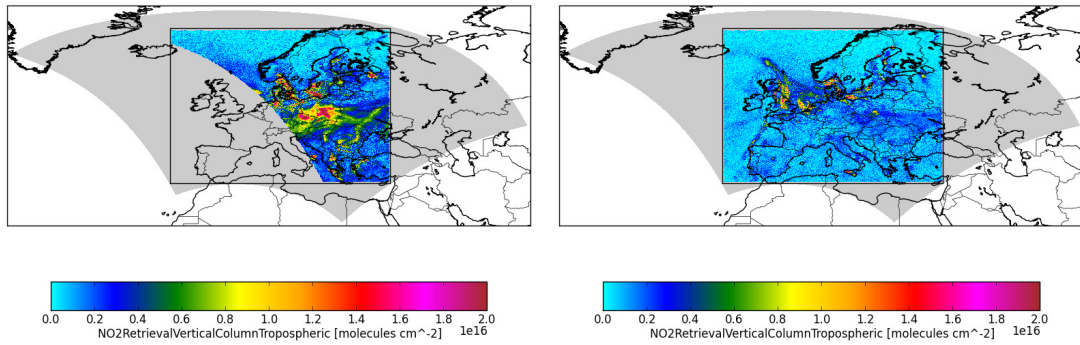 0.0 0.2 0.4 0.6 0.8 1.0 1.2 1.4 1.6 1.8 2.0
1e16
NO2RetrievalVerticalColumnTropospheric [molecules cm^-2]
0.0 0.2 0.4 0.6 0.8 1.0 1.2 1.4 1.6 1.8 2.0
1e16
NO2RetrievalVerticalColumnTropospheric [molecules cm^-2]